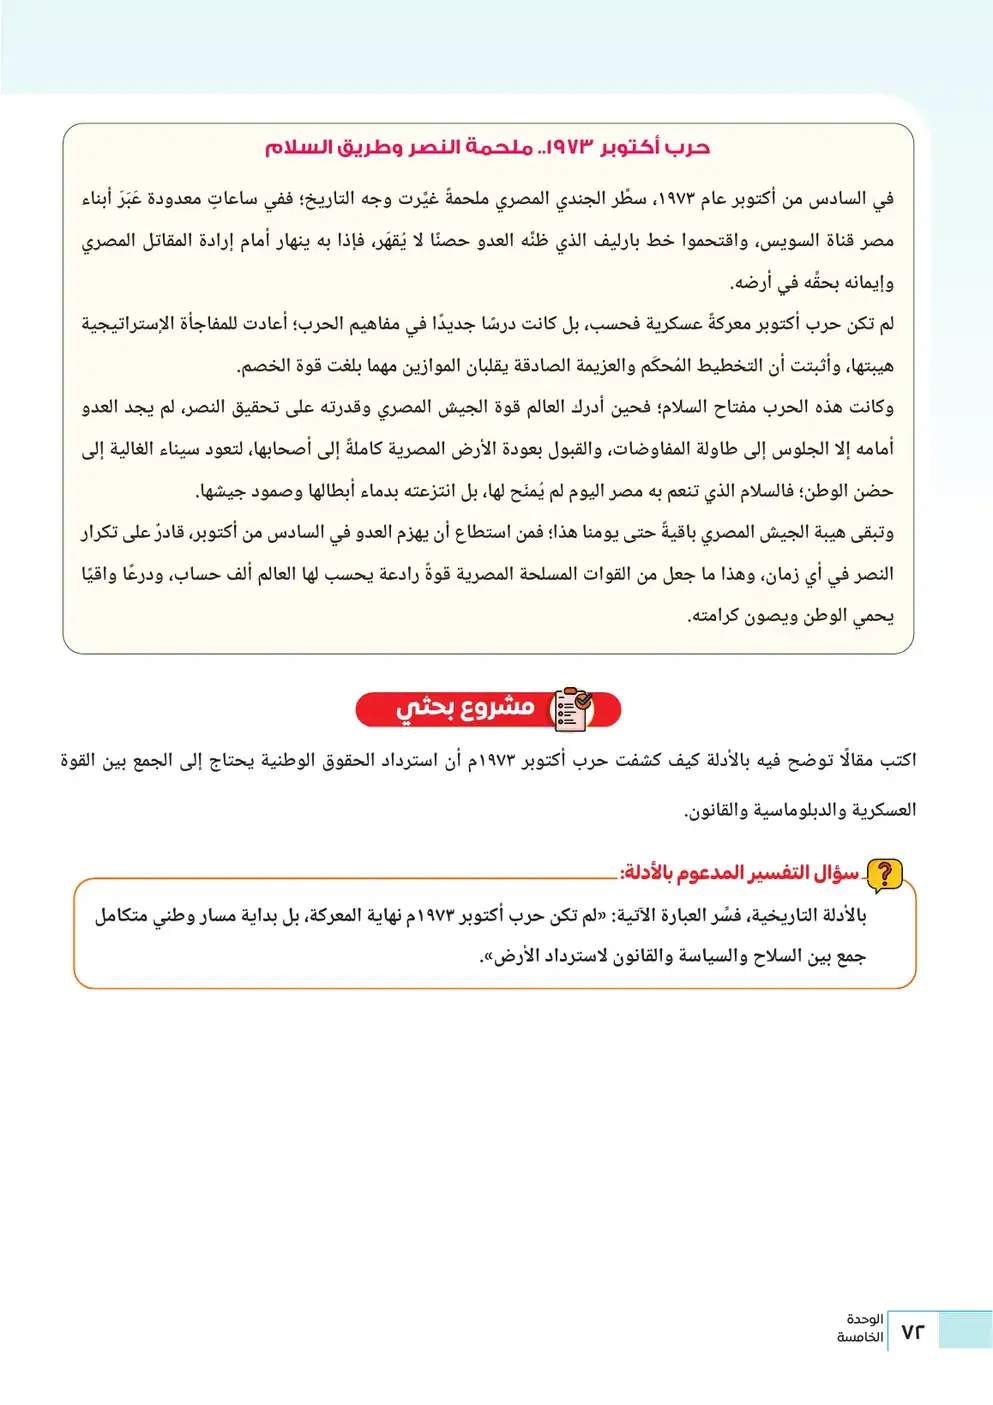 حرب أكتوبر ١٩٧٣.. ملحمة النصر وطريق السلام
في السادس من أكتوبر عام ١٩٧٣، سطَّر الجندي المصري ملحمةً غيَّرت وجه التاريخ؛ ففي ساعاتٍ معدودة عَبَرَ أبناء
مصر قناة السويس، واقتحموا خط بارليف الذي ظنَّه العدو حصنًا لا يُقهَر، فإذا به ينهار أمام إرادة المقاتل المصري
وإيمانه بحقِّه في أرضه.
لم تكن حرب أكتوبر معركةً عسكرية فحسب، بل كانت درسًا جديدًا في مفاهيم الحرب؛ أعادت للمفاجأة الإستراتيجية
هيبتها، وأثبتت أن التخطيط المُحكَم والعزيمة الصادقة يقلبان الموازين مهما بلغت قوة الخصم.
وكانت هذه الحرب مفتاح السلام؛ فحين أدرك العالم قوة الجيش المصري وقدرته على تحقيق النصر، لم يجد العدو
أمامه إلا الجلوس إلى طاولة المفاوضات، والقبول بعودة الأرض المصرية كاملةً إلى أصحابها، لتعود سيناء الغالية إلى
حضن الوطن؛ فالسلام الذي تنعم به مصر اليوم لم يُمنَح لها، بل انتزعته بدماء أبطالها وصمود جيشها.
وتبقى هيبة الجيش المصري باقيةً حتى يومنا هذا؛ فمن استطاع أن يهزم العدو في السادس من أكتوبر، قادرٌ على تكرار
النصر في أي زمان، وهذا ما جعل من القوات المسلحة المصرية قوةً رادعة يحسب لها العالم ألف حساب، ودرعًا واقيًا
يحمي الوطن ويصون كرامته.
مشروع بحثي
اكتب مقالًا توضح فيه بالأدلة كيف كشفت حرب أكتوبر ١٩٧٣م أن استرداد الحقوق الوطنية يحتاج إلى الجمع بين القوة
العسكرية والدبلوماسية والقانون.
سؤال التفسير المدعوم بالأدلة:
بالأدلة التاريخية، فسِّر العبارة الآتية: «لم تكن حرب أكتوبر ١٩٧٣م نهاية المعركة، بل بداية مسار وطني متكامل
جمع بين السلاح والسياسة والقانون لاسترداد الأرض».
٧٢
الوحدة
الخامسة